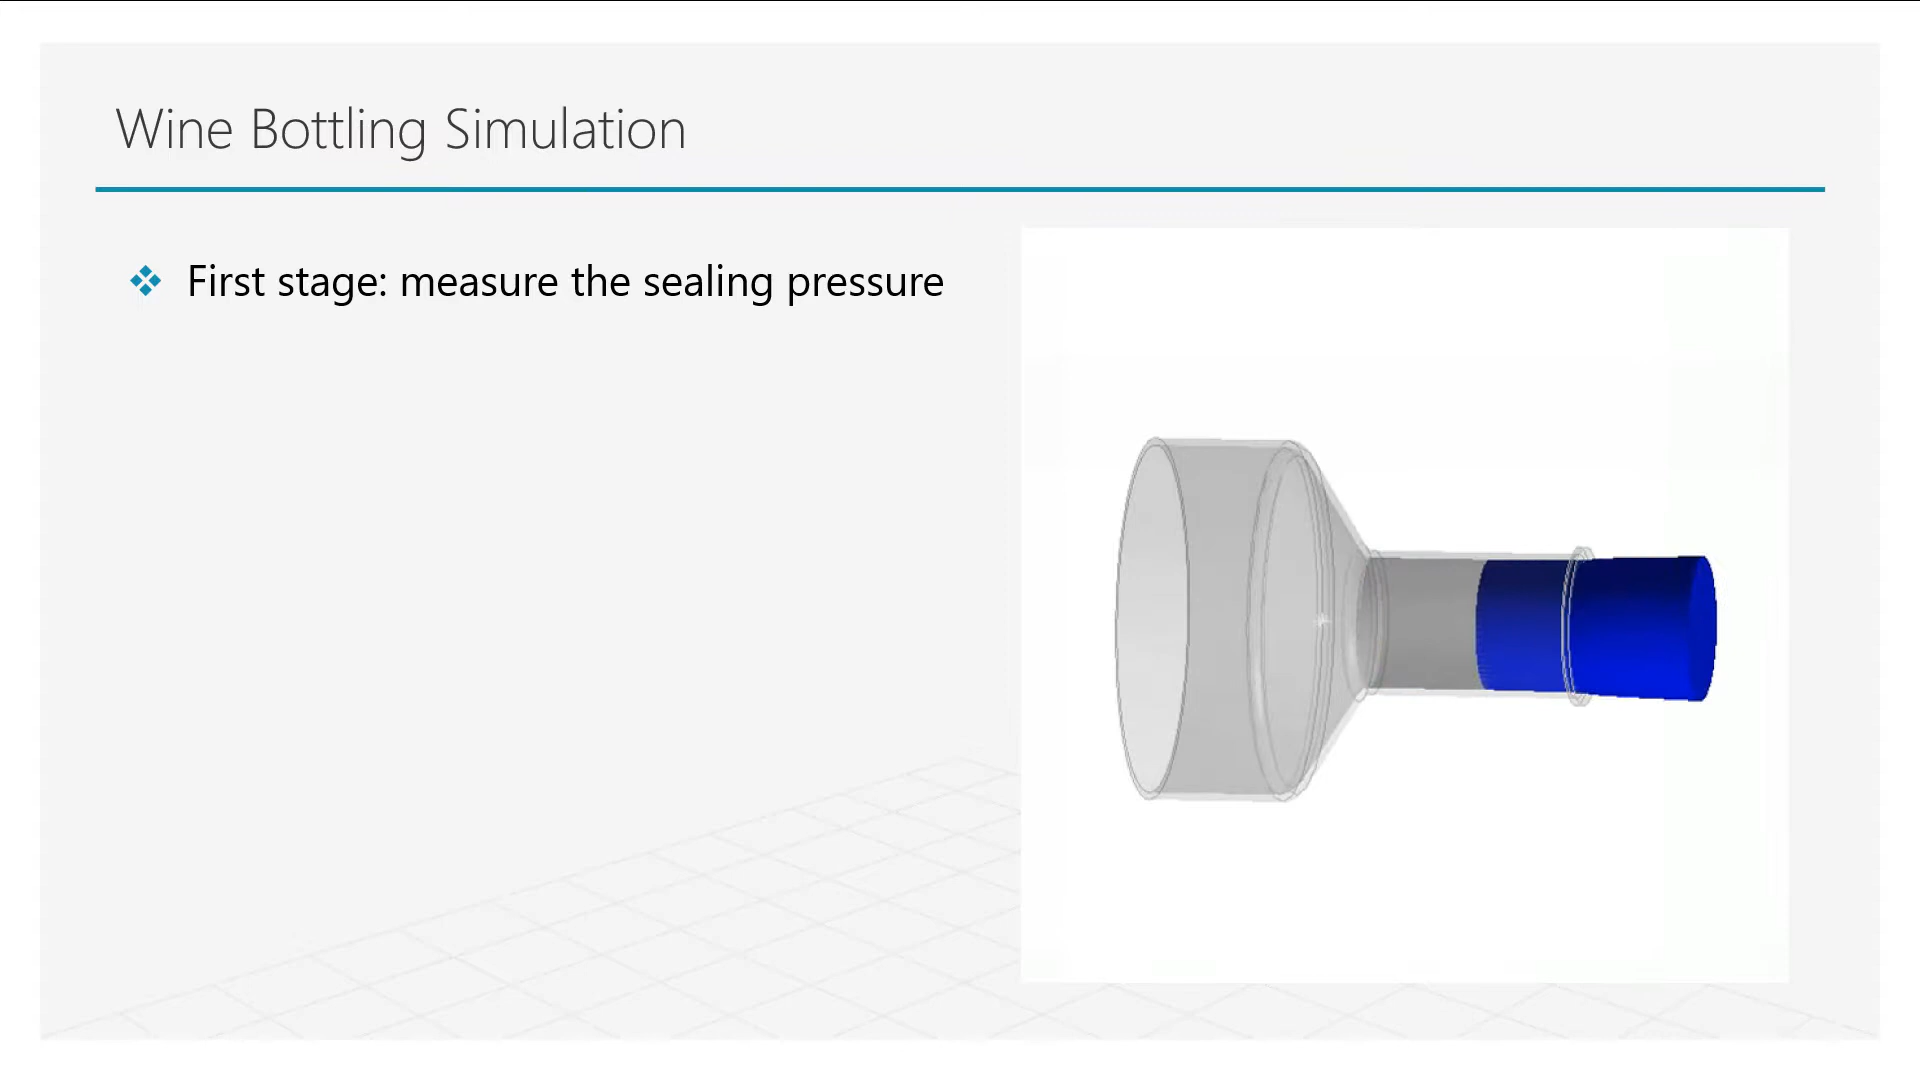 Wine Bottling Simulation
First stage: measure the sealing pressure